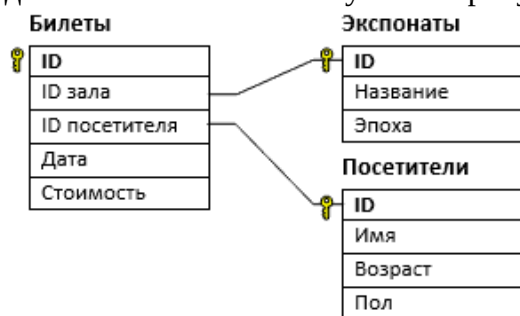 Билеты
ID
ID зала
ID посетителя
Дата
Стоимость
Экспонаты
ID
Название
Эпоха
Посетители
ID
Имя
Возраст
Пол